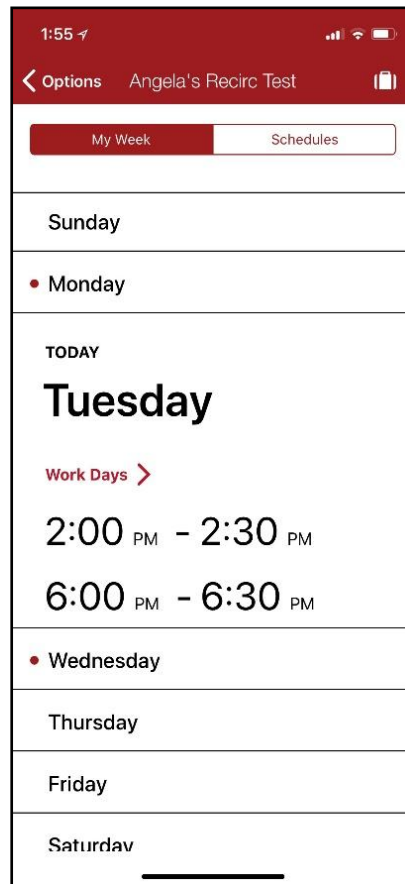 1:55
Options Angela's Recirc Test
My Week Schedules
Sunday
Monday
TODAY
Tuesday
Work Days
2:00 PM - 2:30 PM
6:00 PM - 6:30 PM
Wednesday
Thursday
Friday
Saturday